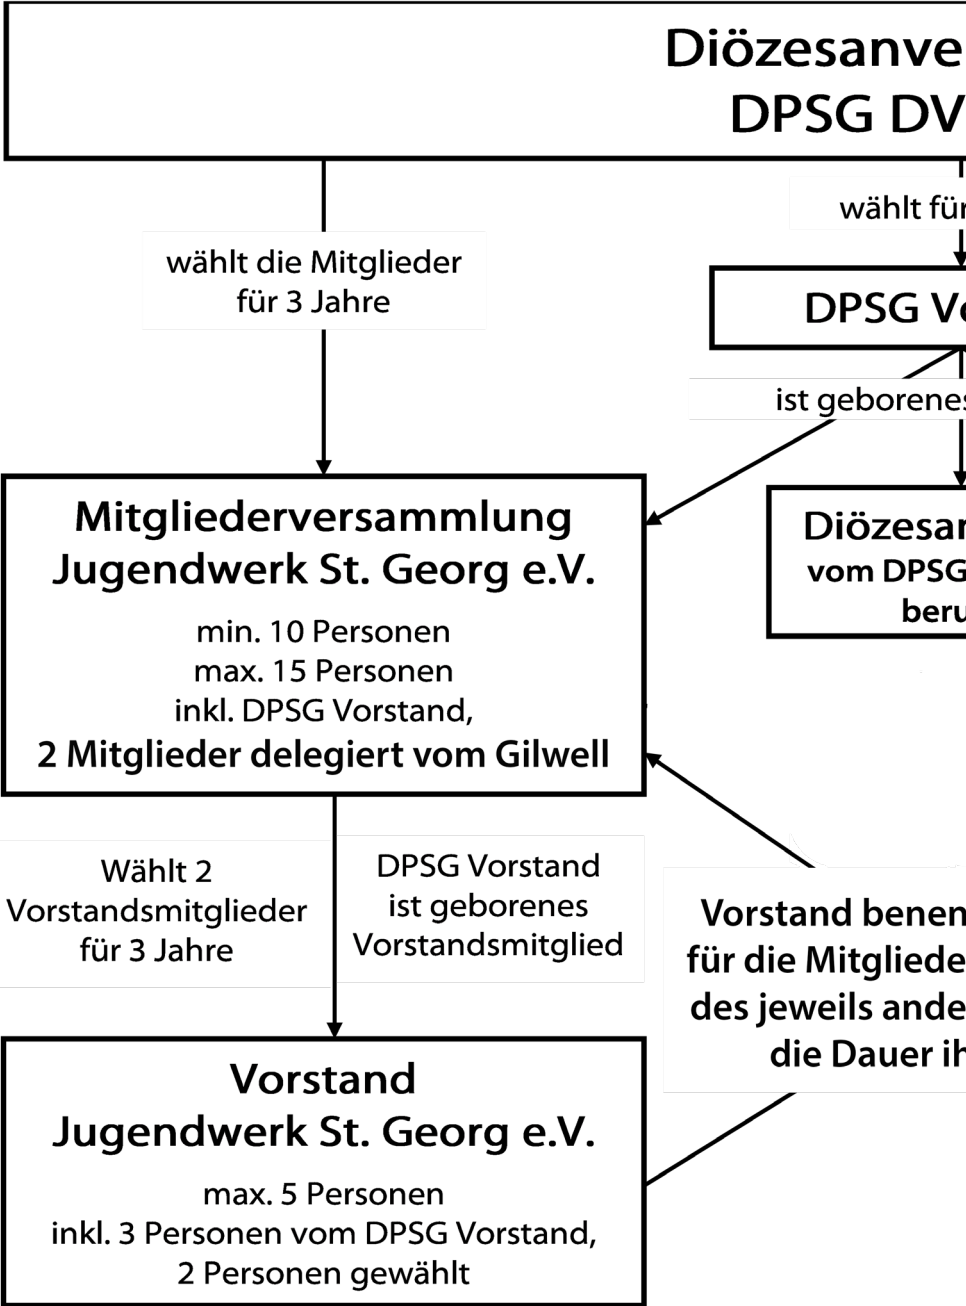 Diözesanve
DPSG DV
wählt für
wählt die Mitglieder
für 3 Jahre
DPSG Vo
ist geborenes
Mitgliederversammlung
Jugendwerk St. Georg e.V.
min. 10 Personen
max. 15 Personen
inkl. DPSG Vorstand,
2 Mitglieder delegiert vom Gilwell
Diözesan
vom DPSG
beru
Wählt 2
Vorstandsmitglieder
für 3 Jahre
DPSG Vorstand
ist geborenes
Vorstandsmitglied
Vorstand benen
für die Mitgliede
des jeweils ande
die Dauer ih
Vorstand
Jugendwerk St. Georg e.V.
max. 5 Personen
inkl. 3 Personen vom DPSG Vorstand,
2 Personen gewählt